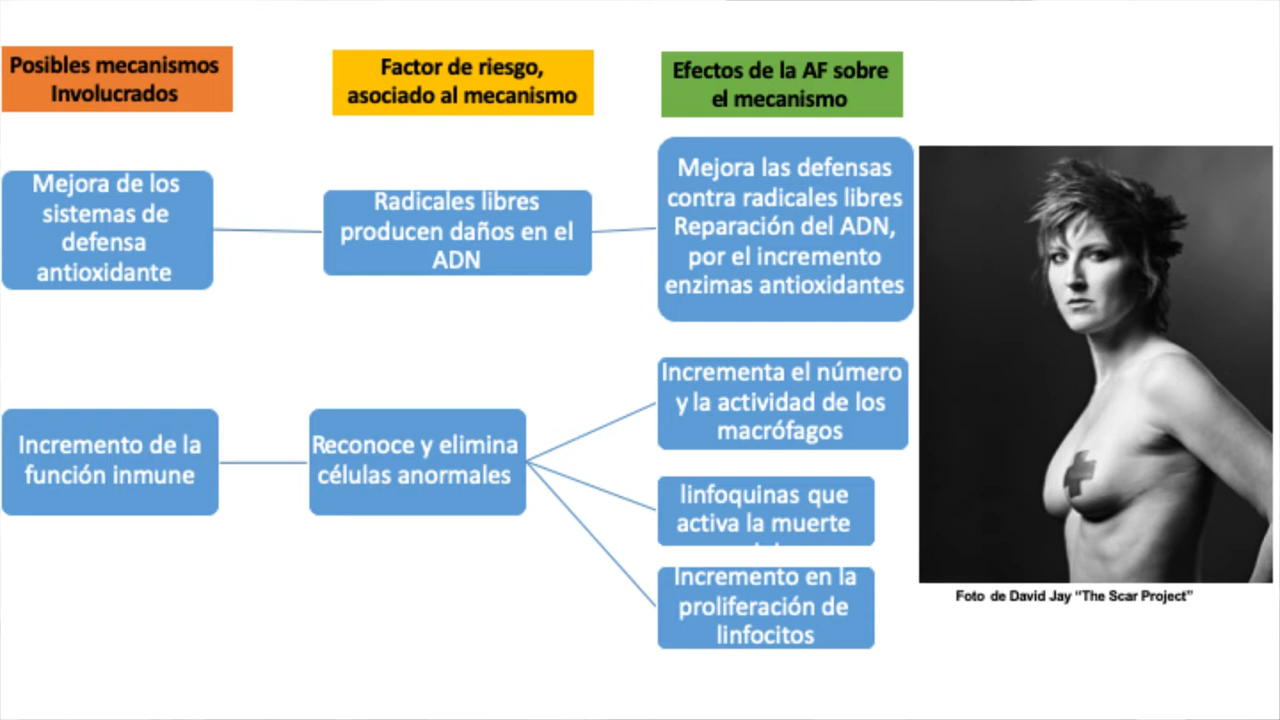 Posibles mecanismos
Involucrados
Factor de riesgo,
asociado al mecanismo
Efectos de la AF sobre
el mecanismo
Mejora de los
sistemas de
defensa
antioxidante
Radicales libres
producen daños en el
ADN
Mejora las defensas
contra radicales libres
Reparación del ADN,
por el incremento
enzimas antioxidantes
Incremento de la
función inmune
Reconoce y elimina
células anormales
Incrementa el número
y la actividad de los
macrófagos
linfoquinas que
activa la muerte
Incremento en la
proliferación de
linfocitos
Foto de David Jay “The Scar Project”